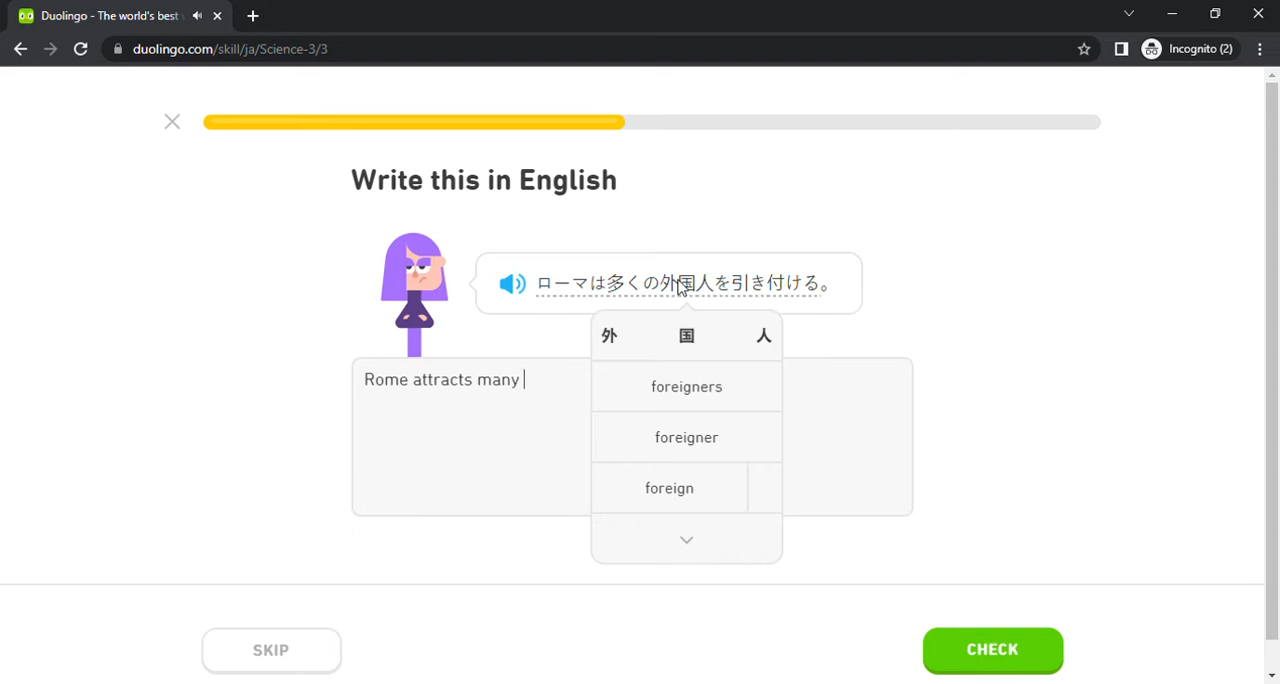 Duolingo - The world's best
duolingo.com/skill/ja/Science-3/3
Incognito (2)
Write this in English
ローマは多くの外国人を引き付ける。
外 国 人
foreigners
foreigner
foreign
Rome attracts many
SKIP
CHECK